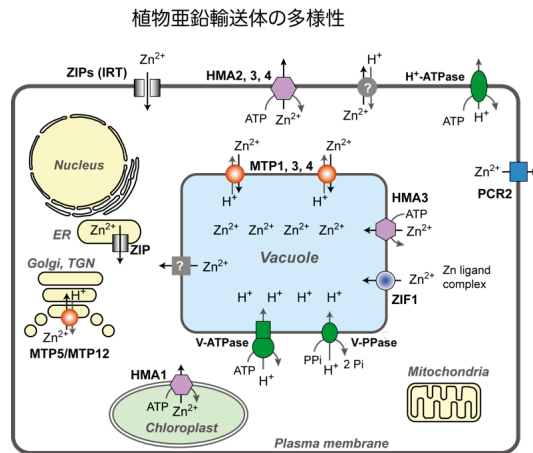 植物亜鉛輸送体の多様性
ZIPs (IRT)
Zn²⁺
HMA2, 3, 4
ATP
Zn²⁺
H⁺
?
Zn²⁺
H⁺-ATPase
ATP
H⁺
Nucleus
ER
Zn²⁺
ZIP
Golgi, TGN
H⁺
Zn²⁺
MTP5/MTP12
Zn²⁺
MTP1, 3, 4
Zn²⁺
H⁺
H⁺
Zn²⁺
PCR2
HMA3
ATP
Zn²⁺
Zn²⁺ Zn²⁺ Zn²⁺ Zn²⁺
Vacuole
?
Zn²⁺
Zn²⁺
Zn ligand
complex
ZIF1
H⁺ H⁺ H⁺ H⁺
V-ATPase
ATP
H⁺
V-PPase
PPi
H⁺
2 Pi
HMA1
ATP
Zn²⁺
Chloroplast
Mitochondria
Plasma membrane